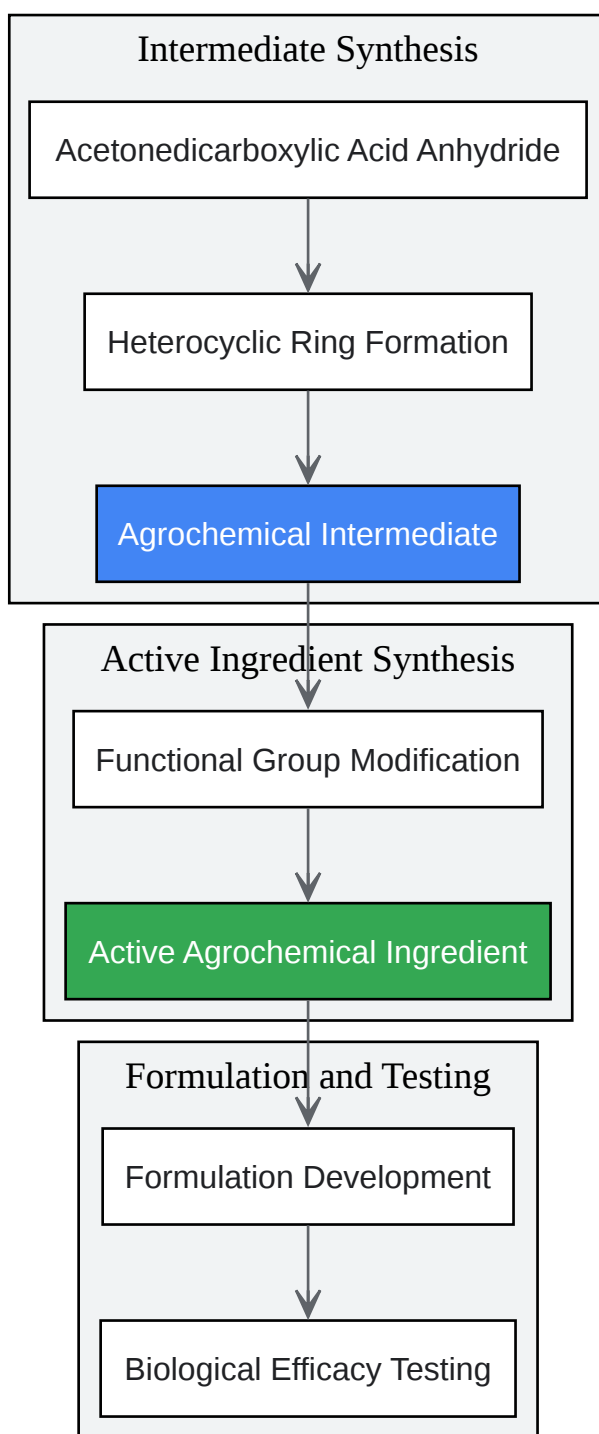 Intermediate Synthesis
Acetonedicarboxylic Acid Anhydride
Heterocyclic Ring Formation
Agrochemical Intermediate
Active Ingredient Synthesis
Functional Group Modification
Active Agrochemical Ingredient
Formulation and Testing
Formulation Development
Biological Efficacy Testing